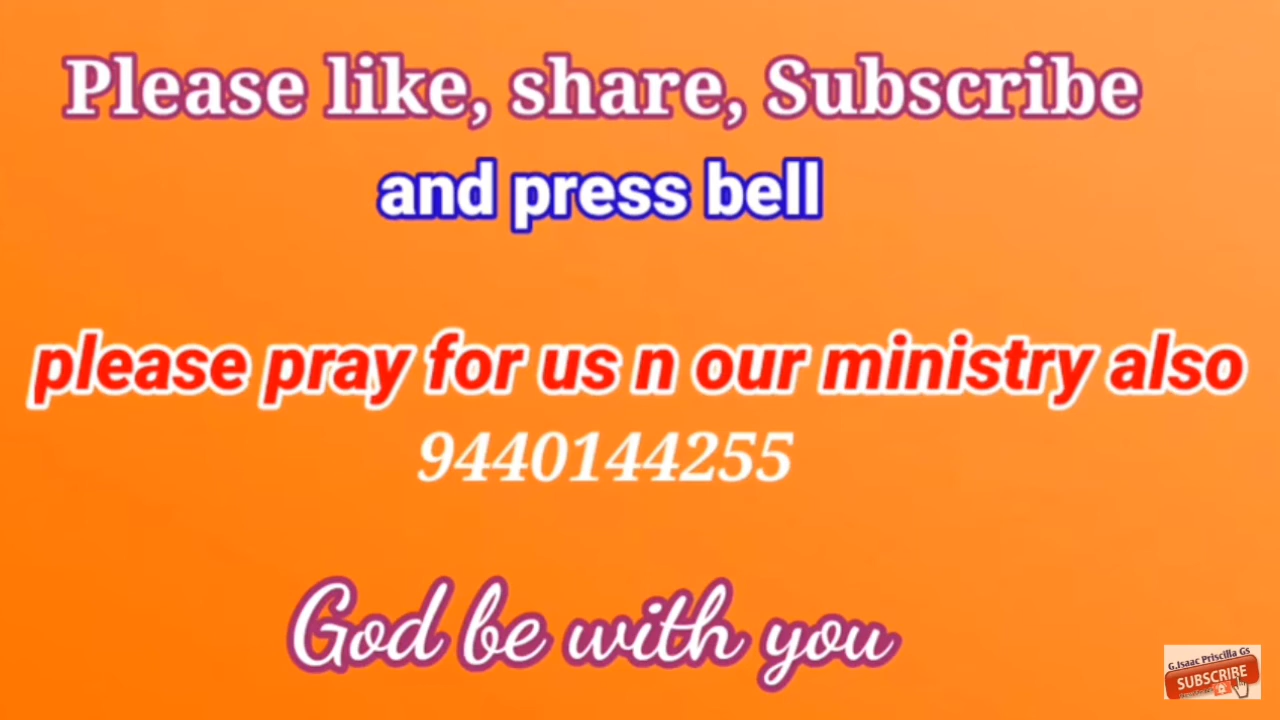 Please like, share, Subscribe
and press bell
please pray for us n our ministry also
9440144255
God be with you
G.Isaac Priscilla Gs
SUBSCRIBE